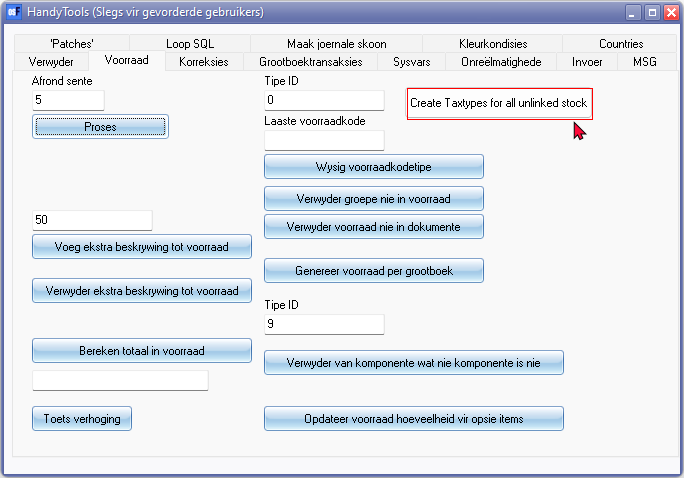 HandyTools (Slegs vir gevorderde gebruikers)
'Patches' Loop SQL Maak joernale skoon Kleurkondisies Countries
Verwyder Voorraad Korreksies Grootboektransaksies Sysvars Onreëlmatighede Invoer MSG
Afrond sente Tipe ID
5 0 Create Taxtypes for all unlinked stock
Proses Laaste voorraadkode
Wysig voorraadkodetipe
Verwyder groepe nie in voorraad
50 Verwyder voorraad nie in dokumente
Voeg ekstra beskrywing tot voorraad
Genereer voorraad per grootboek
Verwyder ekstra beskrywing tot voorraad
Tipe ID
9
Bereken totaal in voorraad
Verwyder van komponente wat nie komponente is nie
Toets verhoging Opdateer voorraad hoeveelheid vir opsie items